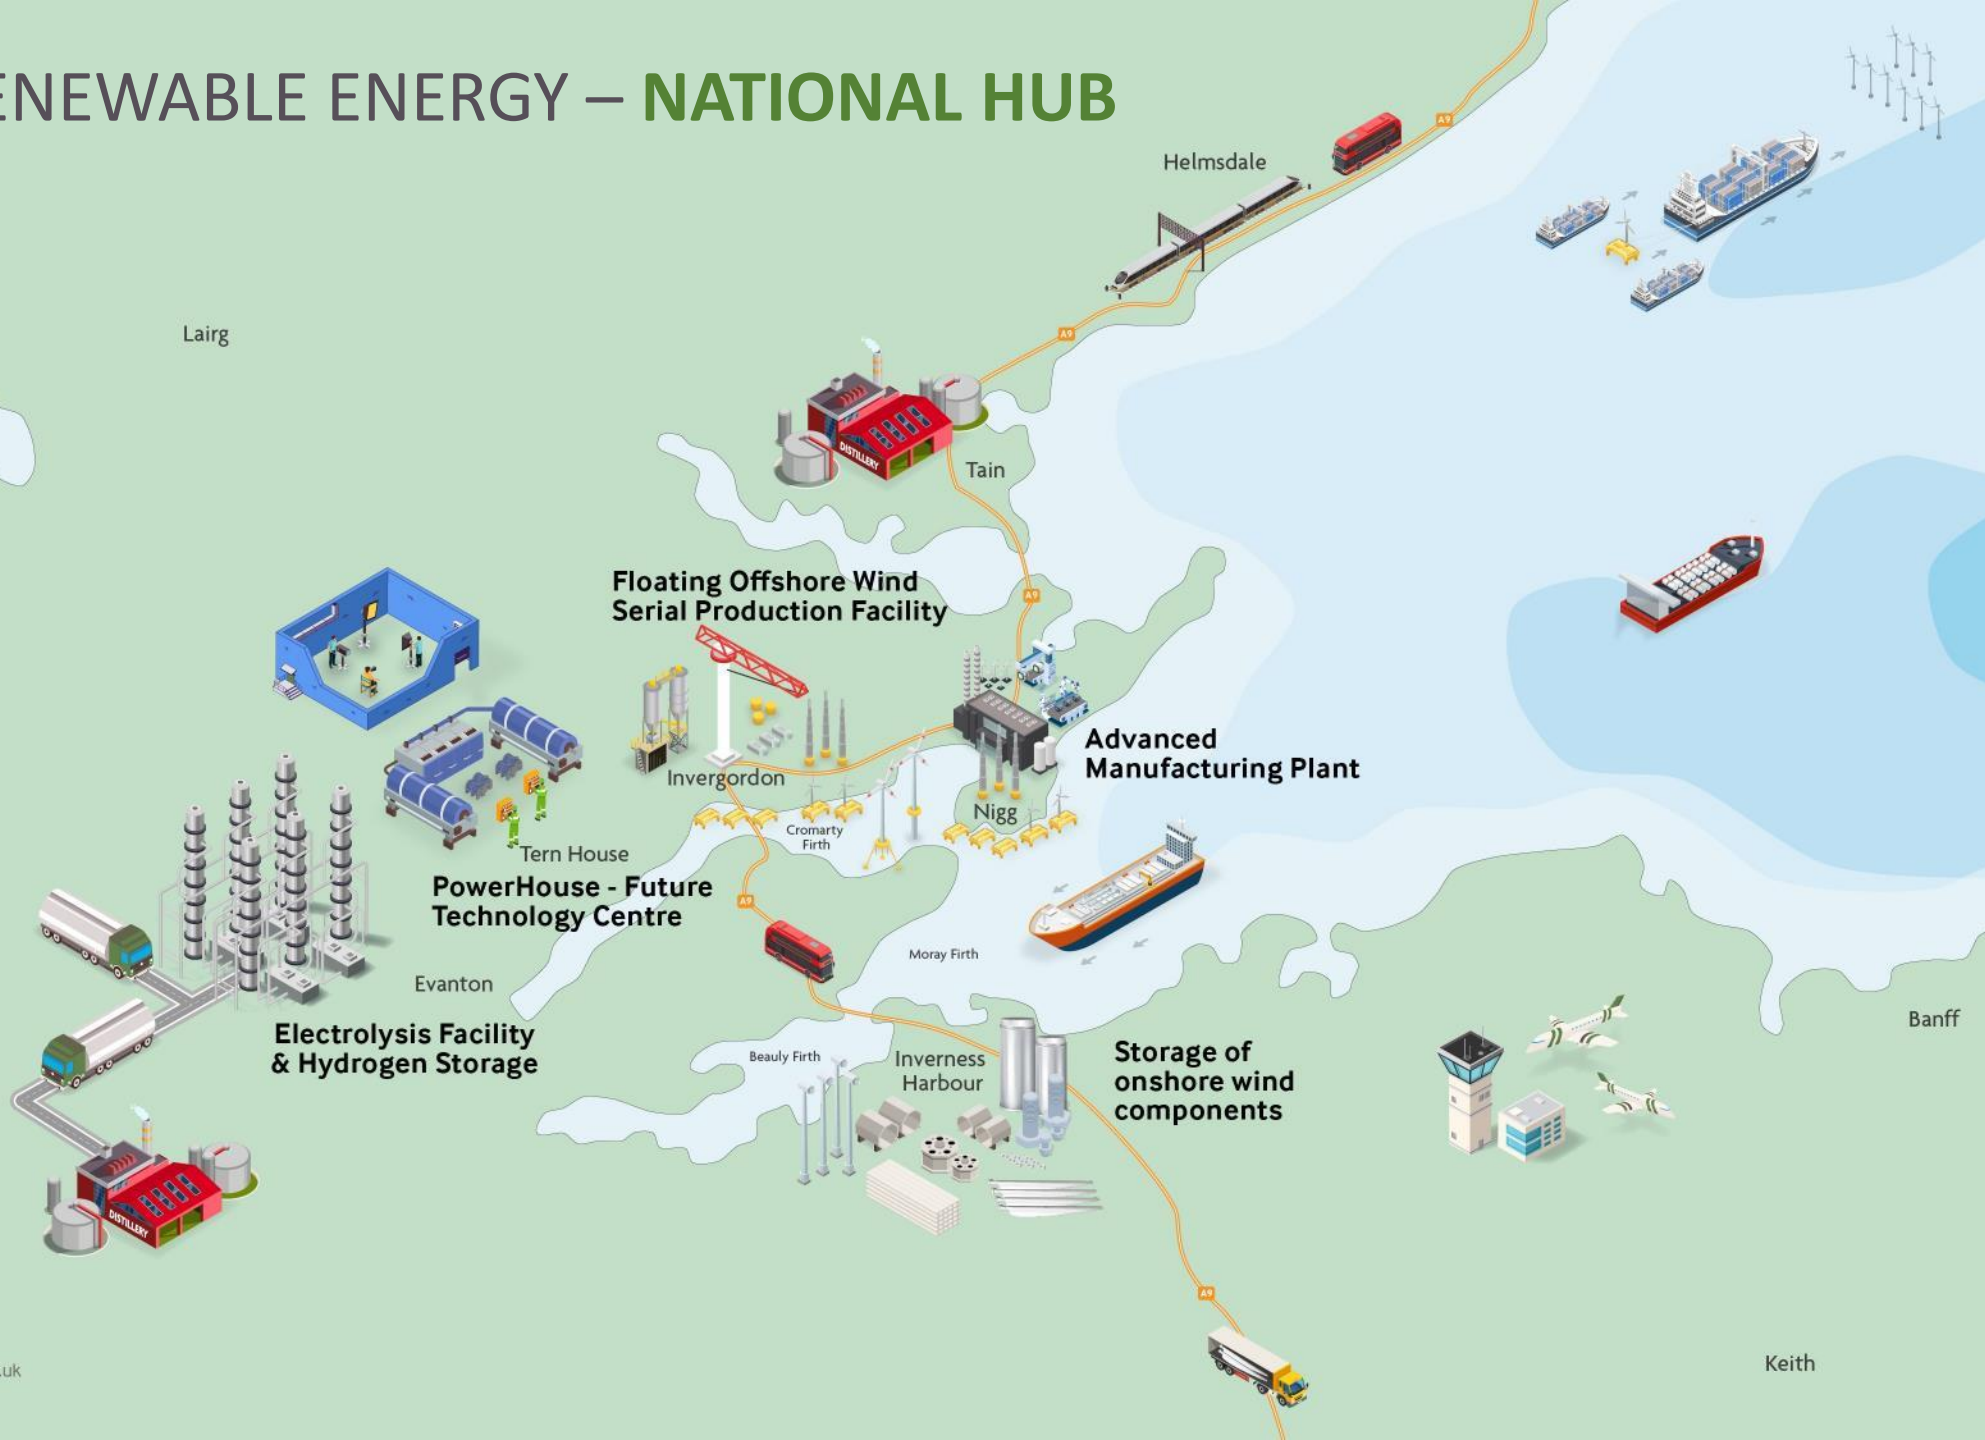 ENEWABLE ENERGY – NATIONAL HUB
A9
Helmsdale
Lairg
A9
DISTILLERY
Tain
Floating Offshore Wind
Serial Production Facility
A9
Advanced
Manufacturing Plant
Invergordon
Nigg
Cromarty
Firth
Tern House
PowerHouse - Future
Technology Centre
A9
Moray Firth
Evanton
Electrolysis Facility
& Hydrogen Storage
Beauly Firth
Inverness
Harbour
Storage of
onshore wind
components
Banff
DISTILLERY
A9
Keith
.uk